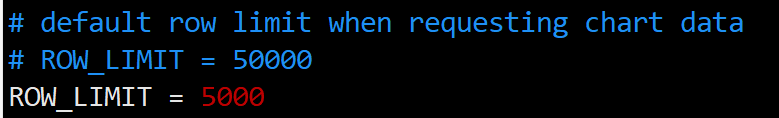 # default row limit when requesting chart data
# ROW_LIMIT = 50000
ROW_LIMIT = 5000